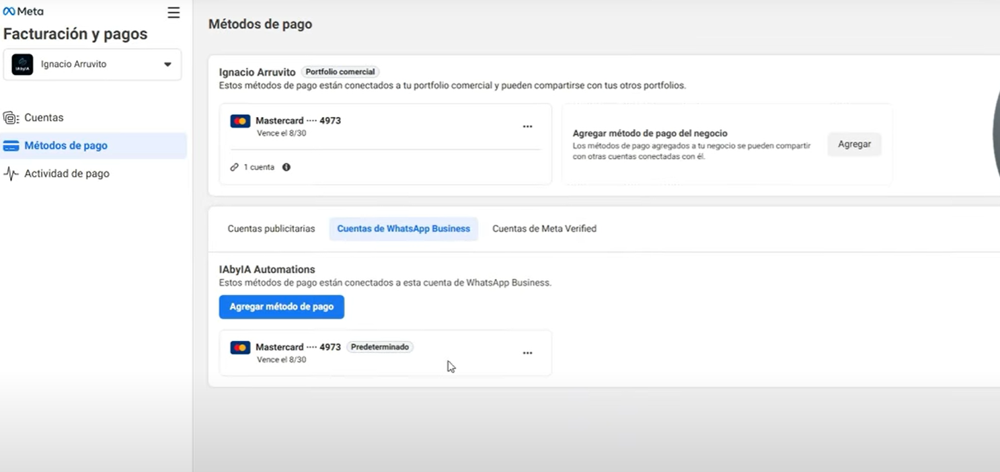 Meta
Facturación y pagos
Ignacio Arruvito
Cuentas
Métodos de pago
Actividad de pago
Métodos de pago
Ignacio Arruvito Portfolio comercial
Estos métodos de pago están conectados a tu portfolio comercial y pueden compartirse con tus otros portfolios.
Mastercard ···· 4973
Vence el 8/30
1 cuenta
Agregar método de pago del negocio
Los métodos de pago agregados a tu negocio se pueden compartir
con otras cuentas conectadas con él.
Agregar
Cuentas publicitarias Cuentas de WhatsApp Business Cuentas de Meta Verified
IAbyIA Automations
Estos métodos de pago están conectados a esta cuenta de WhatsApp Business.
Agregar método de pago
Mastercard ···· 4973 Predeterminado
Vence el 8/30